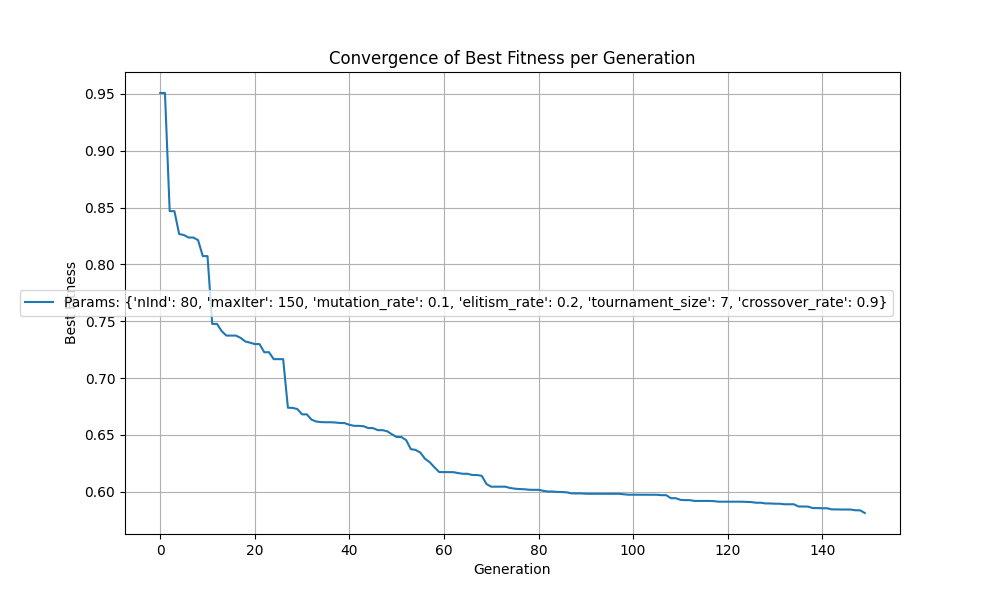 Convergence of Best Fitness per Generation
0.95
0.90
0.85
0.80
Params: {'nInd': 80, 'maxIter': 150, 'mutation_rate': 0.1, 'elitism_rate': 0.2, 'tournament_size': 7, 'crossover_rate': 0.9}
0.75
0.70
0.65
0.60
0 20 40 60 80 100 120 140
Generation